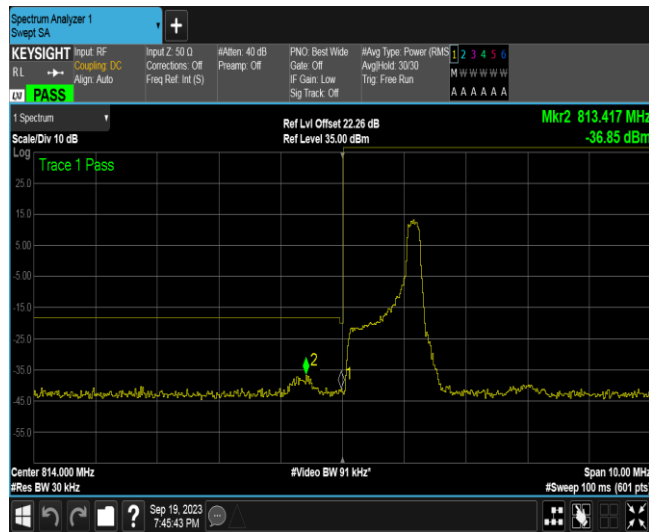 Spectrum Analyzer 1
Swept SA
+
KEYSIGHT
RL
LXI PASS
Input: RF
Coupling: DC
Align: Auto
Input Z: 50 Ω
Corrections: Off
Freq Ref: Int (S)
#Atten: 40 dB
Preamp: Off
PNO: Best Wide
Gate: Off
IF Gain: Low
Sig Track: Off
#Avg Type: Power (RMS
Avg|Hold: 30/30
Trig: Free Run
1 2 3 4 5 6
M W W W W W
A A A A A A
1 Spectrum
Scale/Div 10 dB
Ref Lvl Offset 22.26 dB
Ref Level 35.00 dBm
Mkr2 813.417 MHz
-36.85 dBm
Log
Trace 1 Pass
25.0
15.0
5.00
-5.00
-15.0
-25.0
-35.0
-45.0
-55.0
2
1
Center 814.000 MHz
#Res BW 30 kHz
#Video BW 91 kHz*
Span 10.00 MHz
#Sweep 100 ms (601 pts)
?
Sep 19, 2023
7:45:43 PM